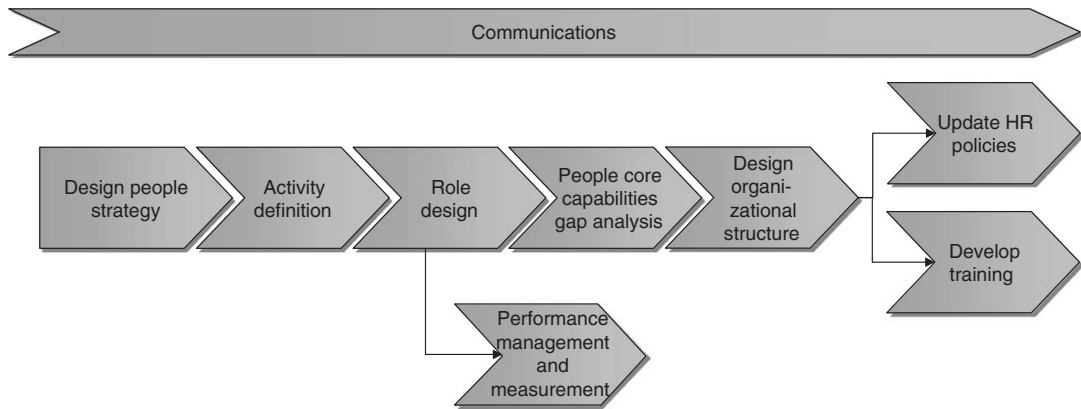 Communications
Design people
strategy
Activity
definition
Role
design
People core
capabilities
gap analysis
Design
organi-
zational
structure
Update HR
policies
Develop
training
Performance
management
and
measurement